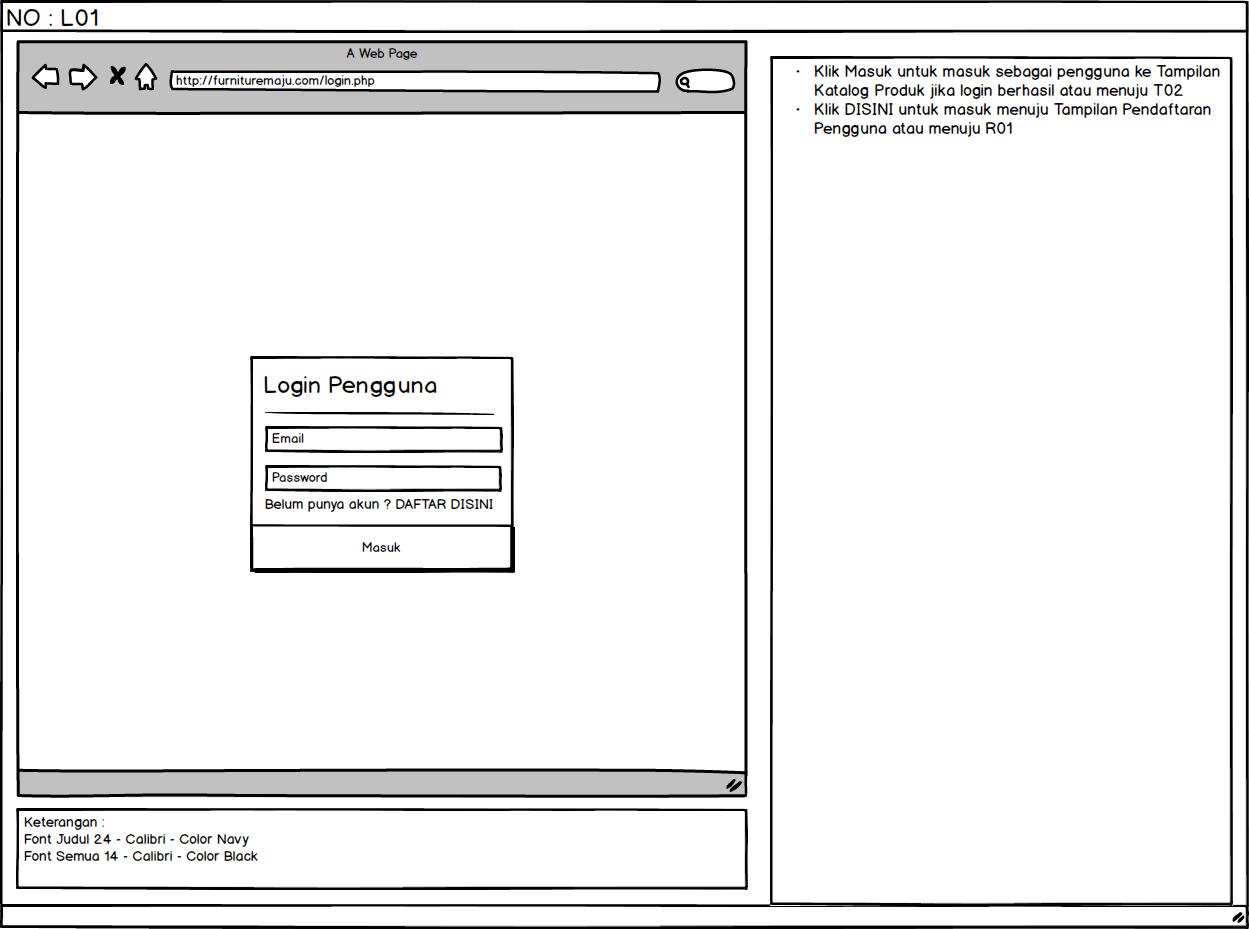 NO : L01
A Web Page
http://furnituremaju.com/login.php
Login Pengguna
Email
Password
Belum punya akun ? DAFTAR DISINI
Masuk
Keterangan :
Font Judul 24 - Calibri - Color Navy
Font Semua 14 - Calibri - Color Black
· Klik Masuk untuk masuk sebagai pengguna ke Tampilan
Katalog Produk jika login berhasil atau menuju T02
· Klik DISINI untuk masuk menuju Tampilan Pendaftaran
Pengguna atau menuju R01